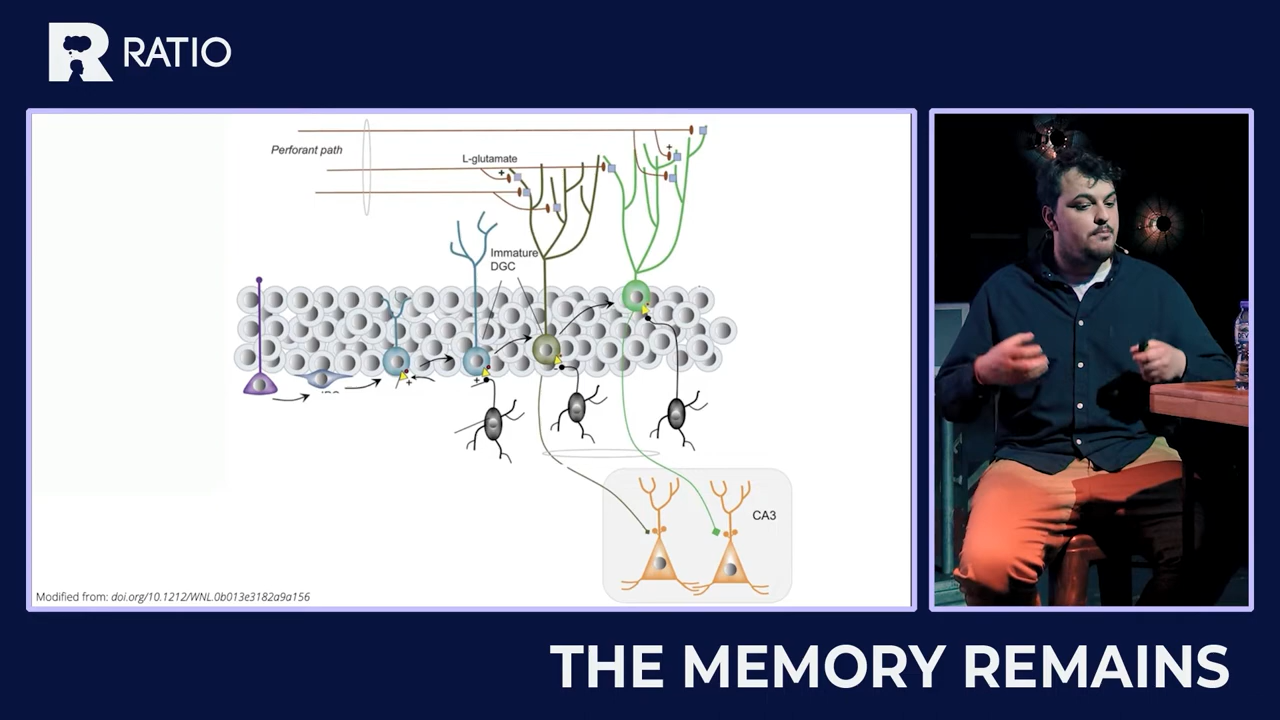 RATIO
Perforant path
L-glutamate
+
+
Immature
DGC
+
+
CA3
Modified from: doi.org/10.1212/WNL.0b013e3182a9a156
THE MEMORY REMAINS